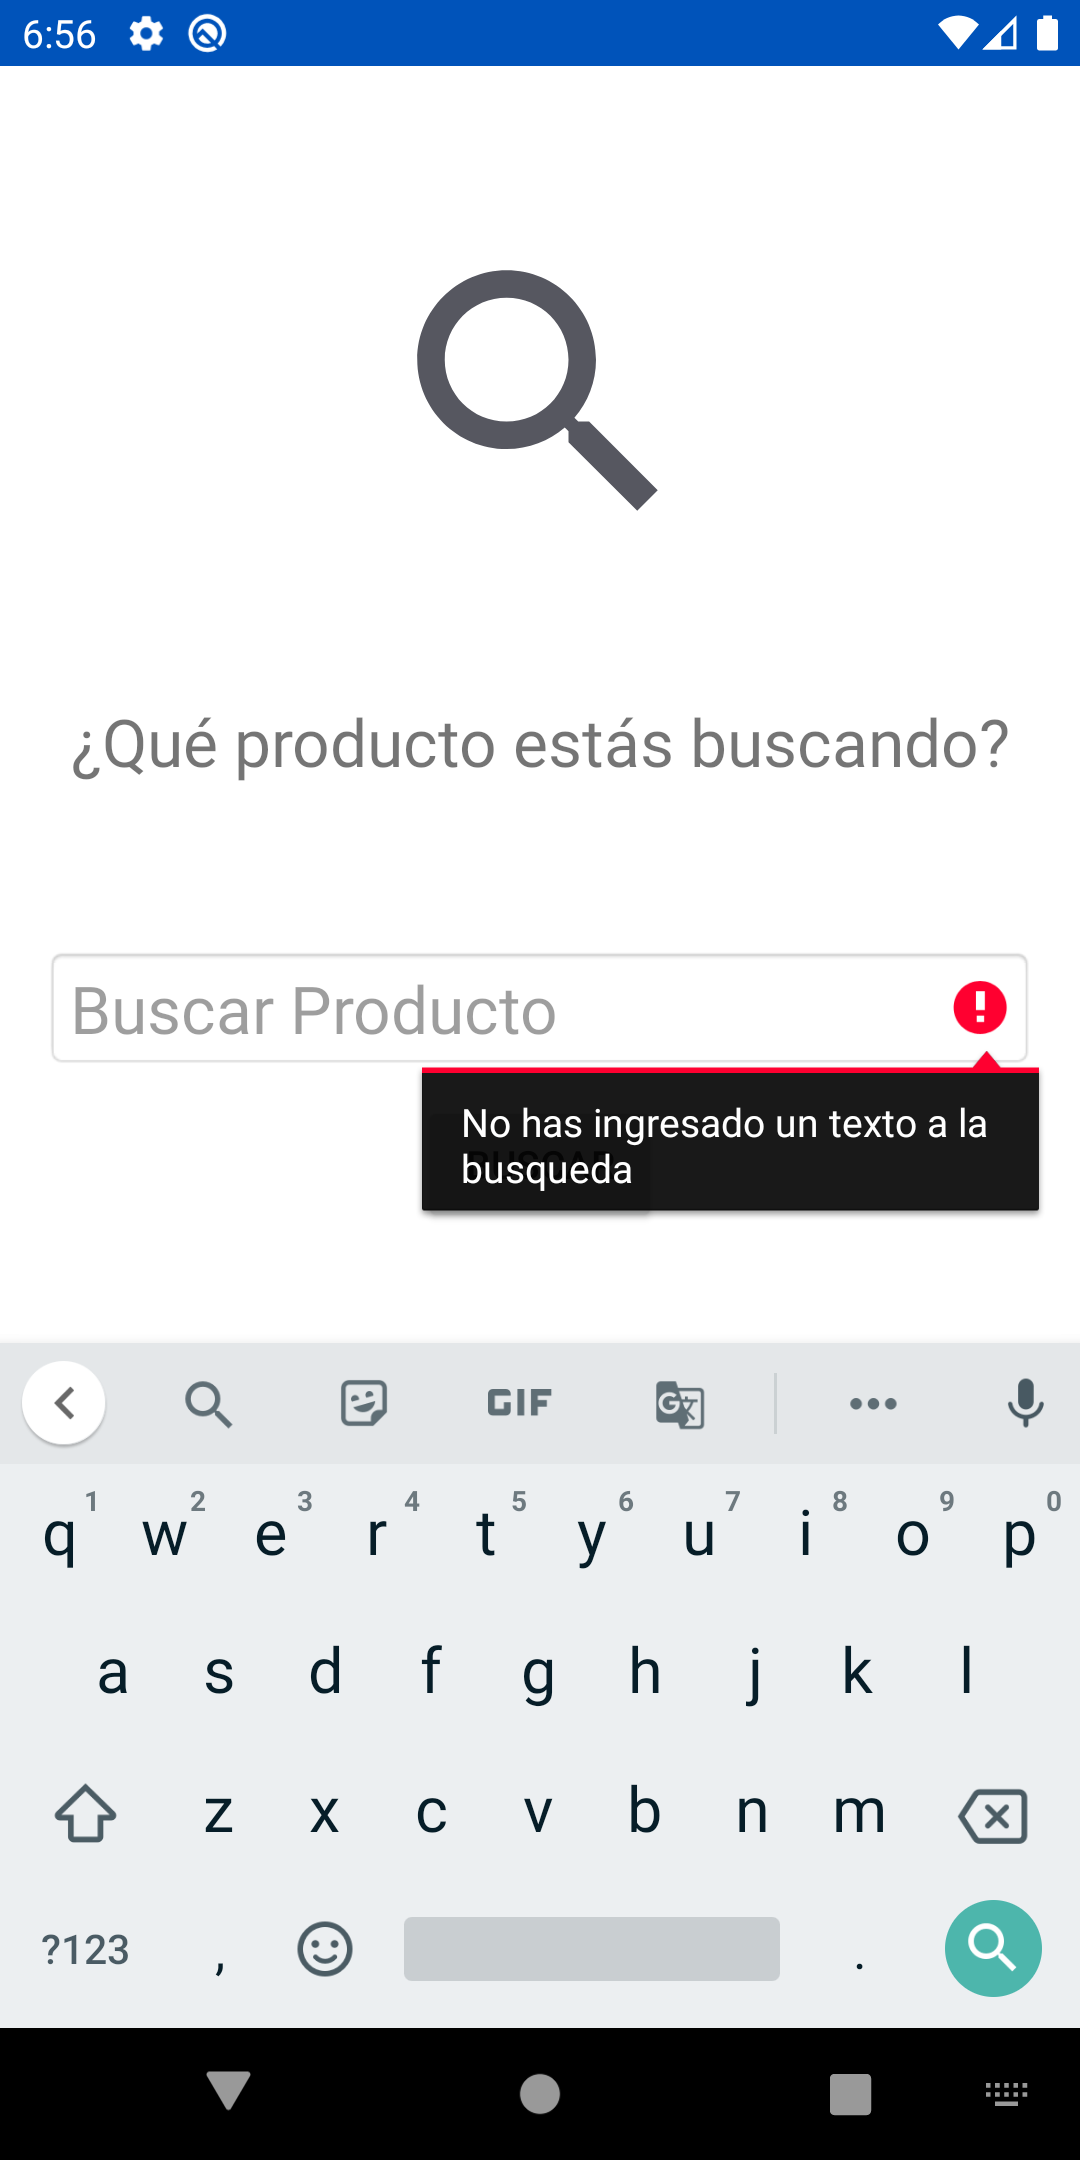 6:56
¿Qué producto estás buscando?
Buscar Producto
No has ingresado un texto a la
busqueda
GIF
1 2 3 4 5 6 7 8 9 0
q w e r t y u i o p
a s d f g h j k l
z x c v b n m
?123 , .